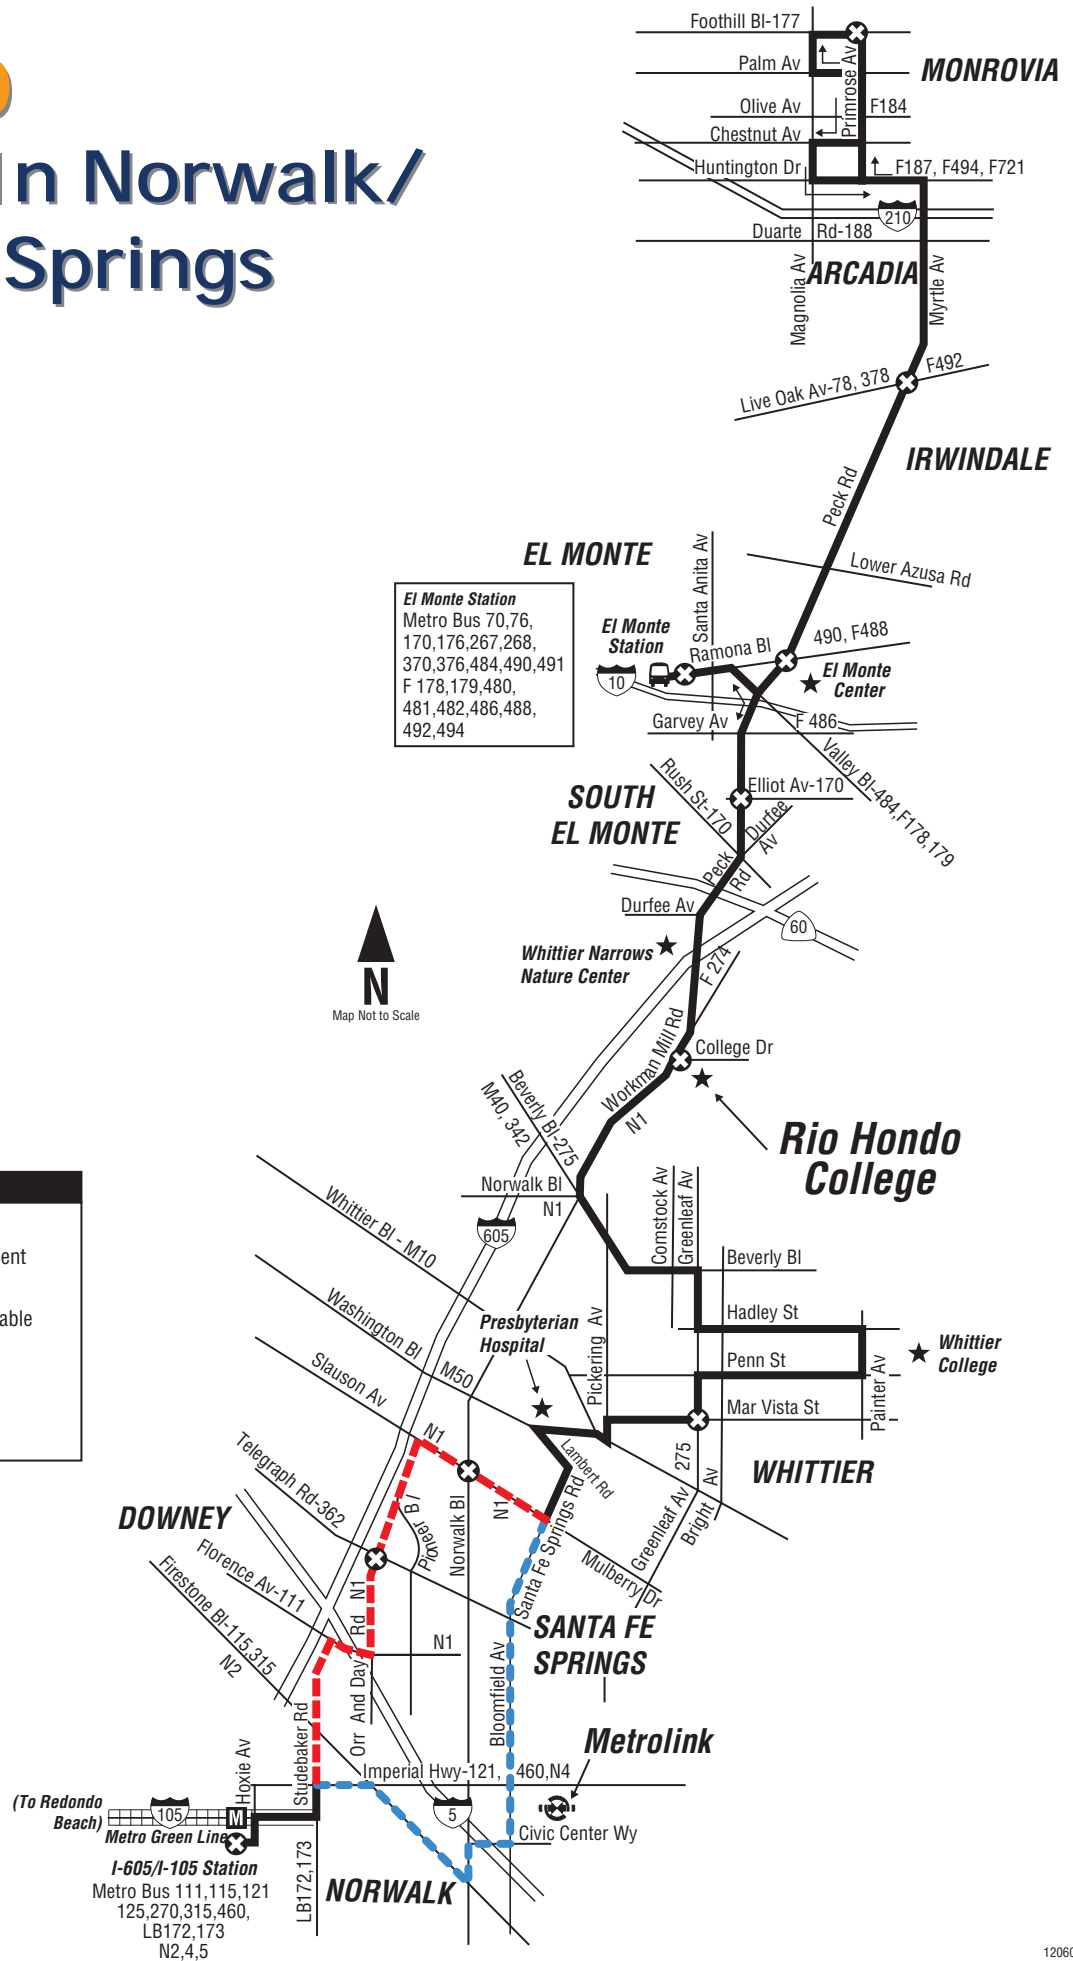 n Norwalk/
Springs
Foothill Bl-177
Palm Av
MONROVIA
Primrose Av
Olive Av
F184
Chestnut Av
Huntington Dr
F187, F494, F721
210
Duarte Rd-188
ARCADIA
Magnolia Av
Myrtle Av
F492
Live Oak Av-78, 378
IRWINDALE
Peck Rd
EL MONTE
Santa Anita Av
Lower Azusa Rd
El Monte Station
Metro Bus 70,76,
170,176,267,268,
370,376,484,490,491
F 178,179,480,
481,482,486,488,
492,494
El Monte
Station
Ramona Bl
490, F488
10
El Monte
Center
Garvey Av
F 486
Valley Bl-484,F178,179
Rush St-170
Elliot Av-170
SOUTH
EL MONTE
Durfee
Av
Peck
Rd
Durfee Av
60
Whittier Narrows
Nature Center
F 274
N
Map Not to Scale
Workman Mill Rd
N1
College Dr
Rio Hondo
College
Beverly Bl-275
M40, 342
Norwalk Bl
N1
605
Comstock Av
Greenleaf Av
Beverly Bl
Whittier Bl - M10
ent
Hadley St
able
Washington Bl
Presbyterian
Hospital
Pickering Av
Penn St
Whittier
College
Painter Av
Slauson Av
M50
Mar Vista St
N1
275
Lambert Rd
WHITTIER
Telegraph Rd-362
Pioneer Bl
Norwalk Bl
N1
Santa Fe Springs Rd
Greenleaf Av
Bright Av
DOWNEY
Florence Av-111
Mulberry Dr
Firestone Bl-115,315
N2
Orr And Day Rd N1
N1
SANTA FE
SPRINGS
Bloomfield Av
Metrolink
Studebaker Rd
Hoxie Av
Imperial Hwy-121, 460,N4
(To Redondo
Beach)
105
M
5
Metro Green Line
Civic Center Wy
I-605/I-105 Station
Metro Bus 111,115,121
125,270,315,460,
LB172,173
N2,4,5
LB172,173
NORWALK